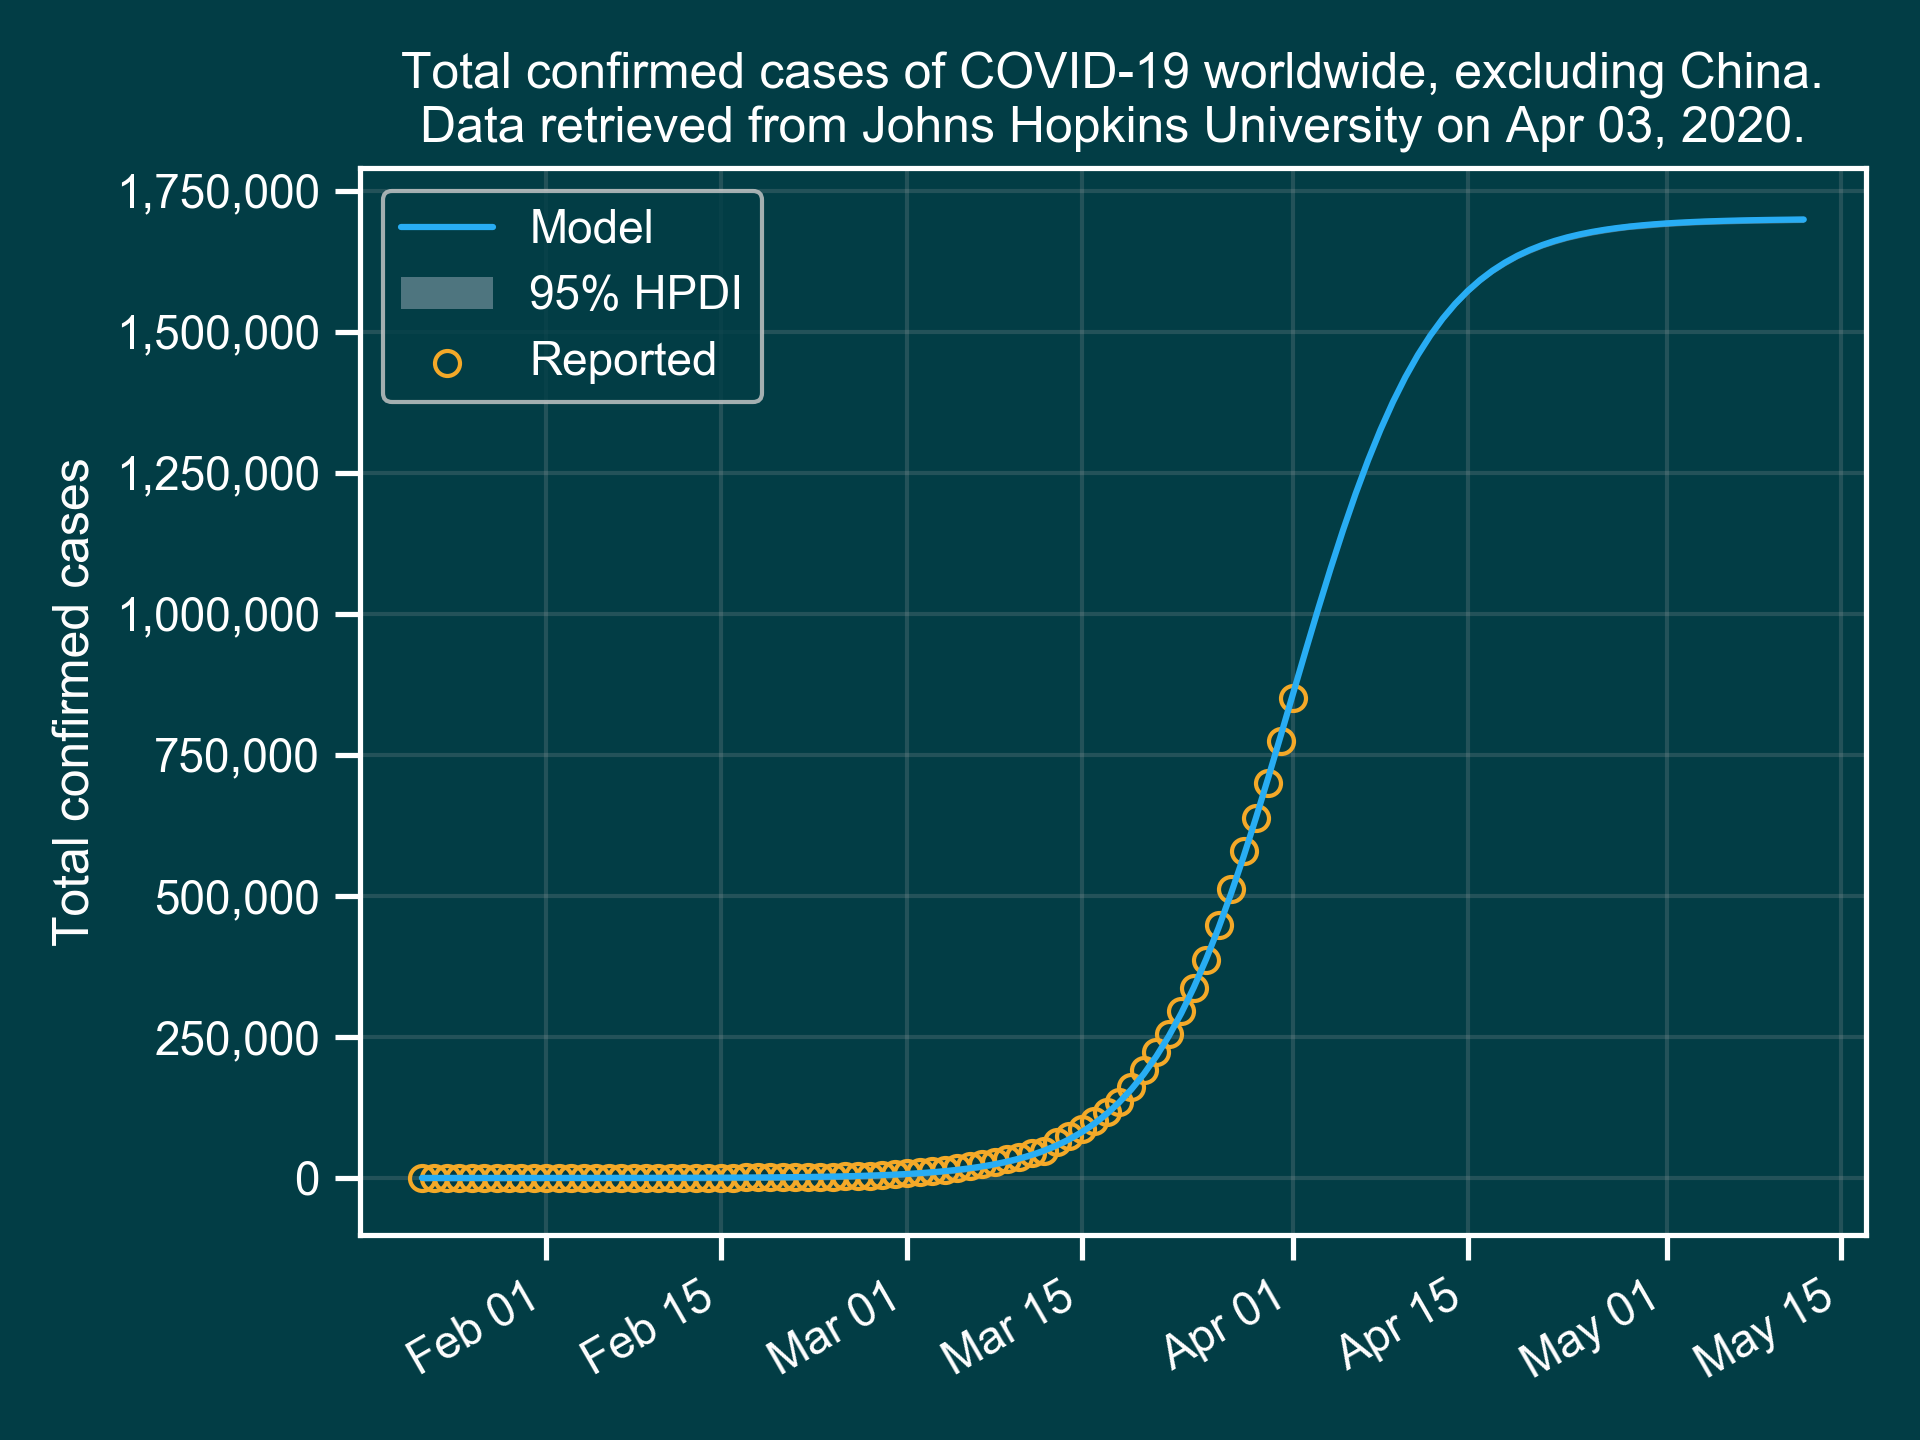 Total confirmed cases of COVID-19 worldwide, excluding China.
Data retrieved from Johns Hopkins University on Apr 03, 2020.
Model
95% HPDI
Reported
Total confirmed cases
1,750,000
1,500,000
1,250,000
1,000,000
750,000
500,000
250,000
0
Feb 01
Feb 15
Mar 01
Mar 15
Apr 01
Apr 15
May 01
May 15